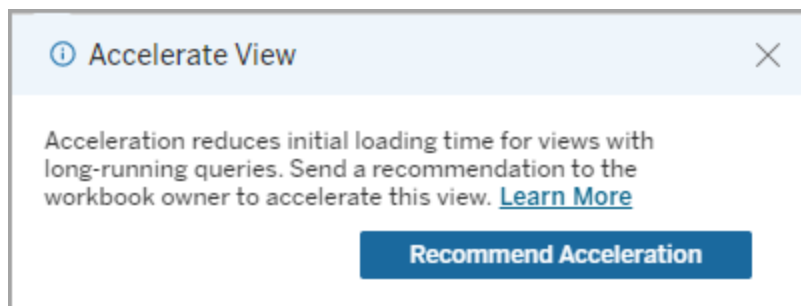 Accelerate View
Acceleration reduces initial loading time for views with
long-running queries. Send a recommendation to the
workbook owner to accelerate this view. Learn More
Recommend Acceleration